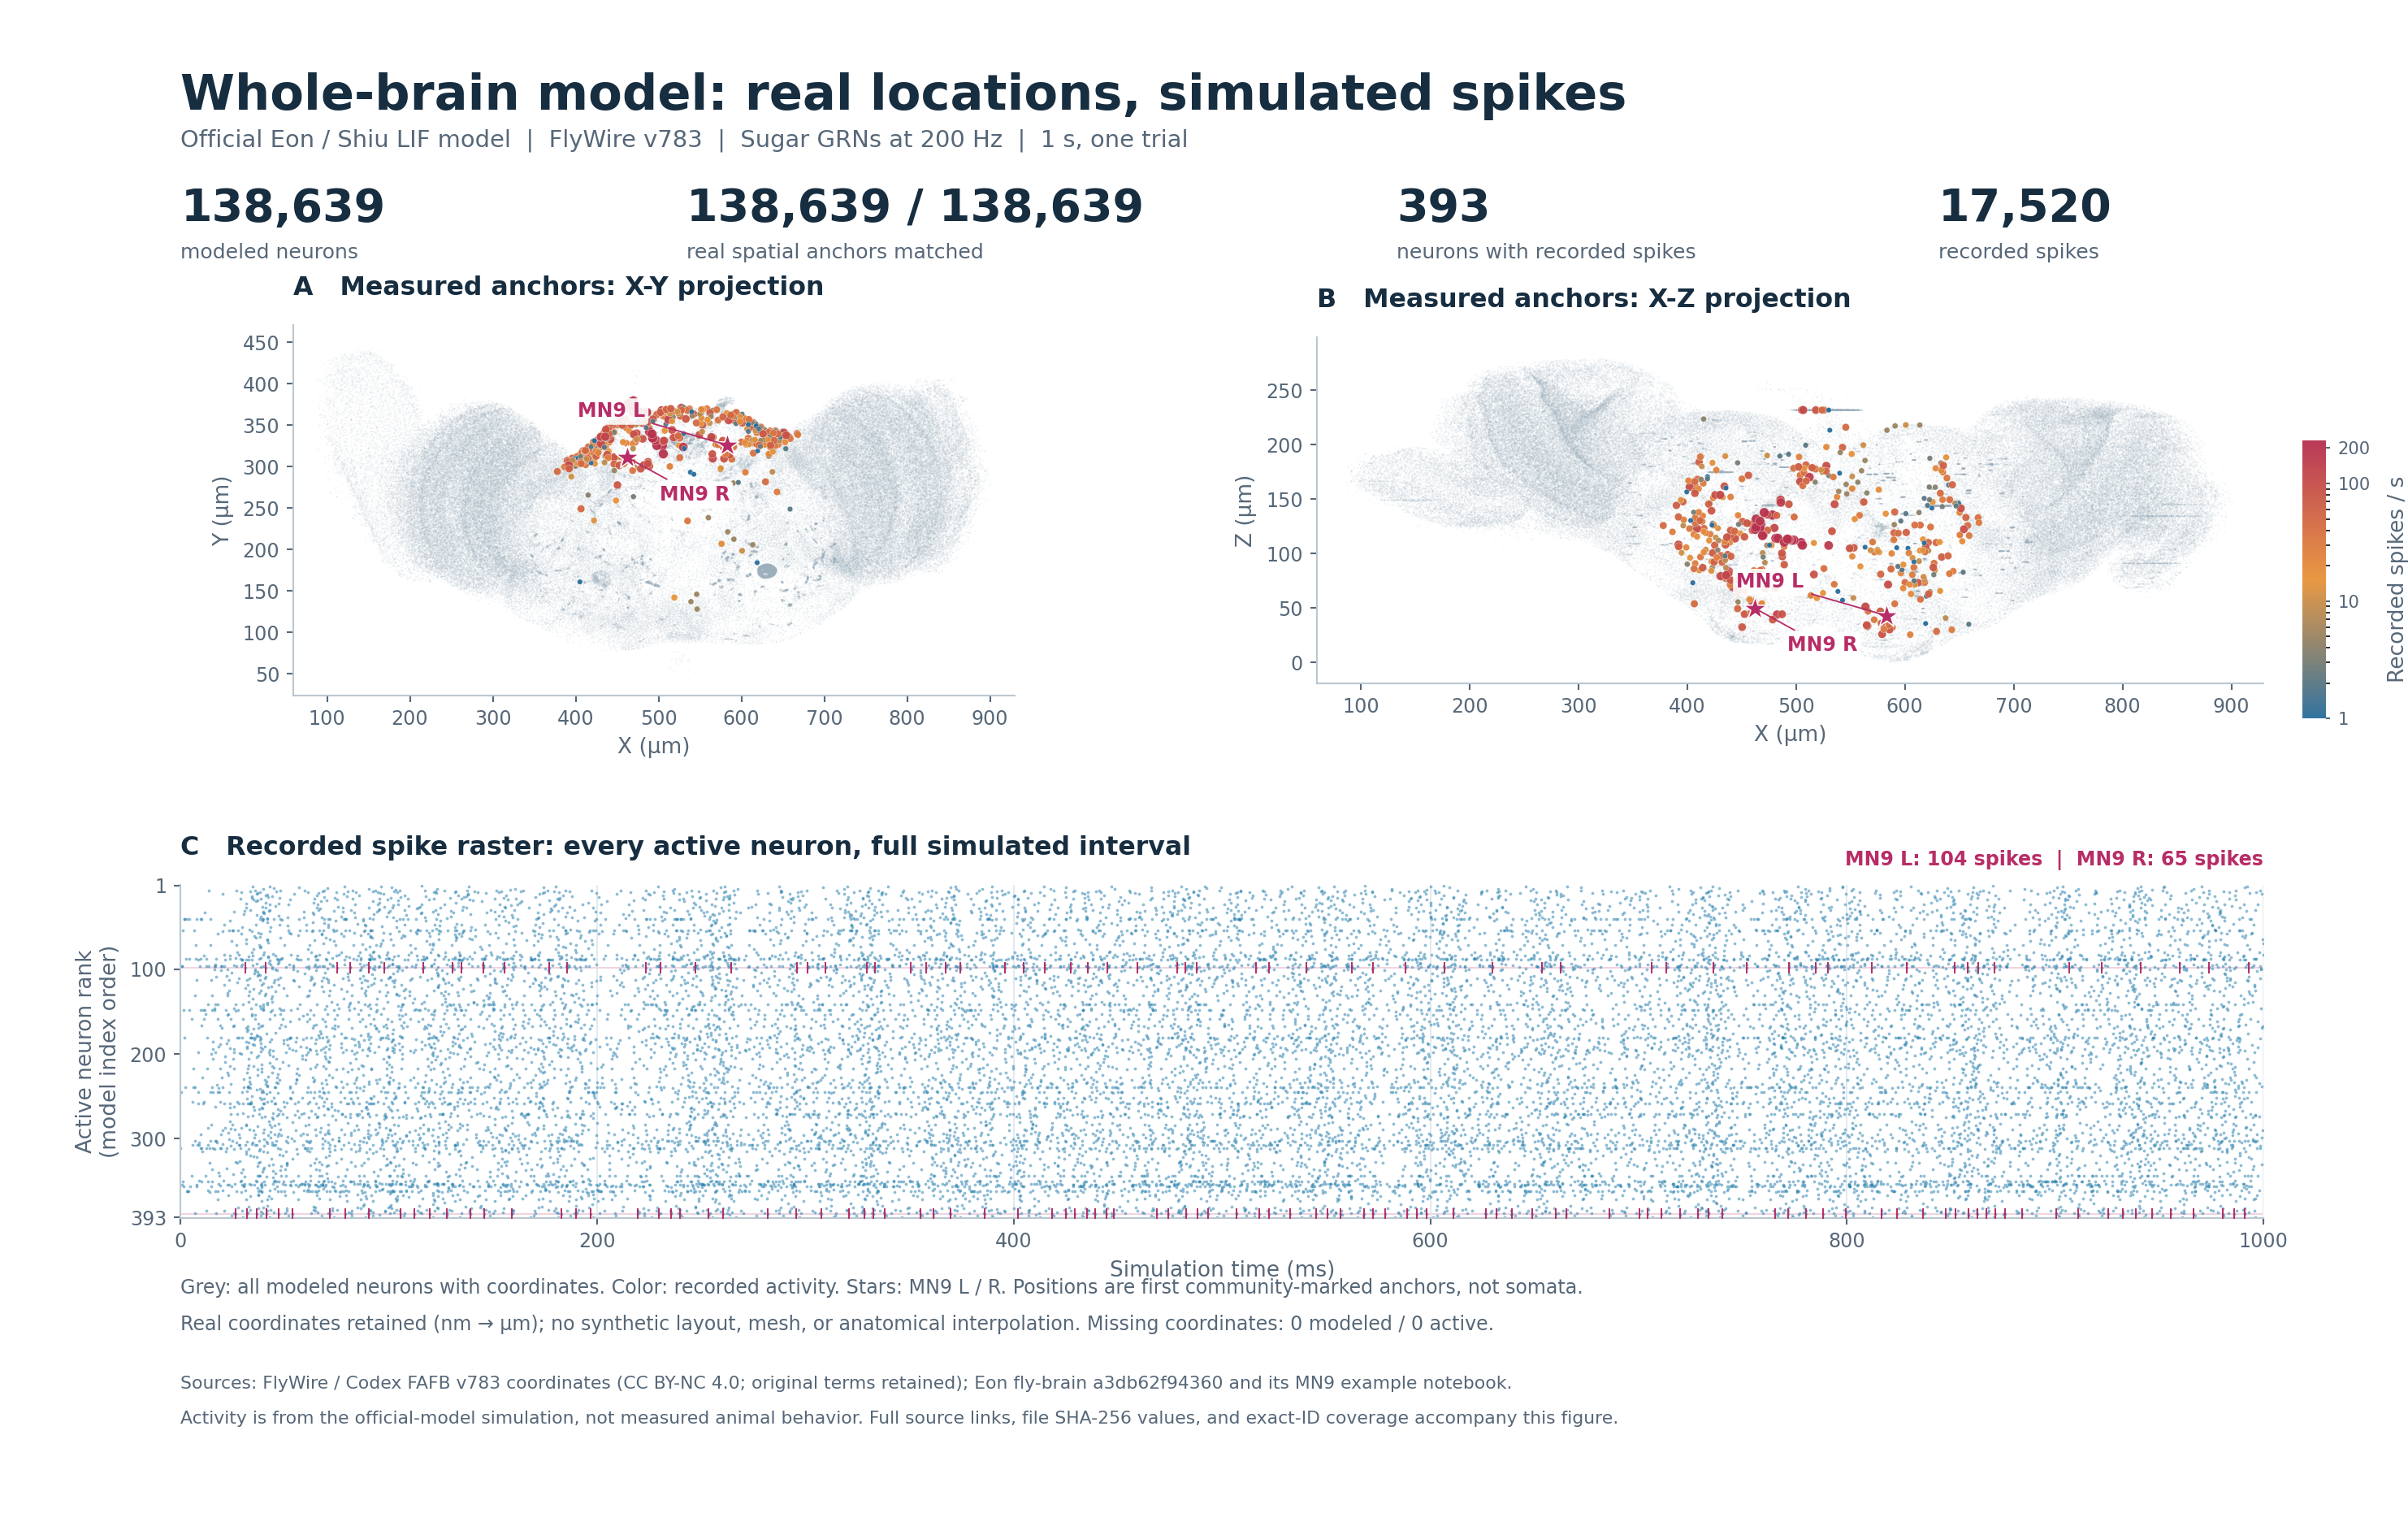 Whole-brain model: real locations, simulated spikes
Official Eon / Shiu LIF model | FlyWire v783 | Sugar GRNs at 200 Hz | 1 s, one trial
138,639
modeled neurons
138,639 / 138,639
real spatial anchors matched
393
neurons with recorded spikes
17,520
recorded spikes
A Measured anchors: X-Y projection
450
400
350
300
250
200
150
100
50
Y (µm)
MN9 L
MN9 R
100 200 300 400 500 600 700 800 900
X (µm)
B Measured anchors: X-Z projection
250
200
150
100
50
0
Z (µm)
MN9 L
MN9 R
100 200 300 400 500 600 700 800 900
X (µm)
200
100
10
1
Recorded spikes / s
C Recorded spike raster: every active neuron, full simulated interval
MN9 L: 104 spikes | MN9 R: 65 spikes
1
100
200
300
393
Active neuron rank
(model index order)
0 200 400 600 800 1000
Simulation time (ms)
Grey: all modeled neurons with coordinates. Color: recorded activity. Stars: MN9 L / R. Positions are first community-marked anchors, not somata.
Real coordinates retained (nm → µm); no synthetic layout, mesh, or anatomical interpolation. Missing coordinates: 0 modeled / 0 active.
Sources: FlyWire / Codex FAFB v783 coordinates (CC BY-NC 4.0; original terms retained); Eon fly-brain a3db62f94360 and its MN9 example notebook.
Activity is from the official-model simulation, not measured animal behavior. Full source links, file SHA-256 values, and exact-ID coverage accompany this figure.